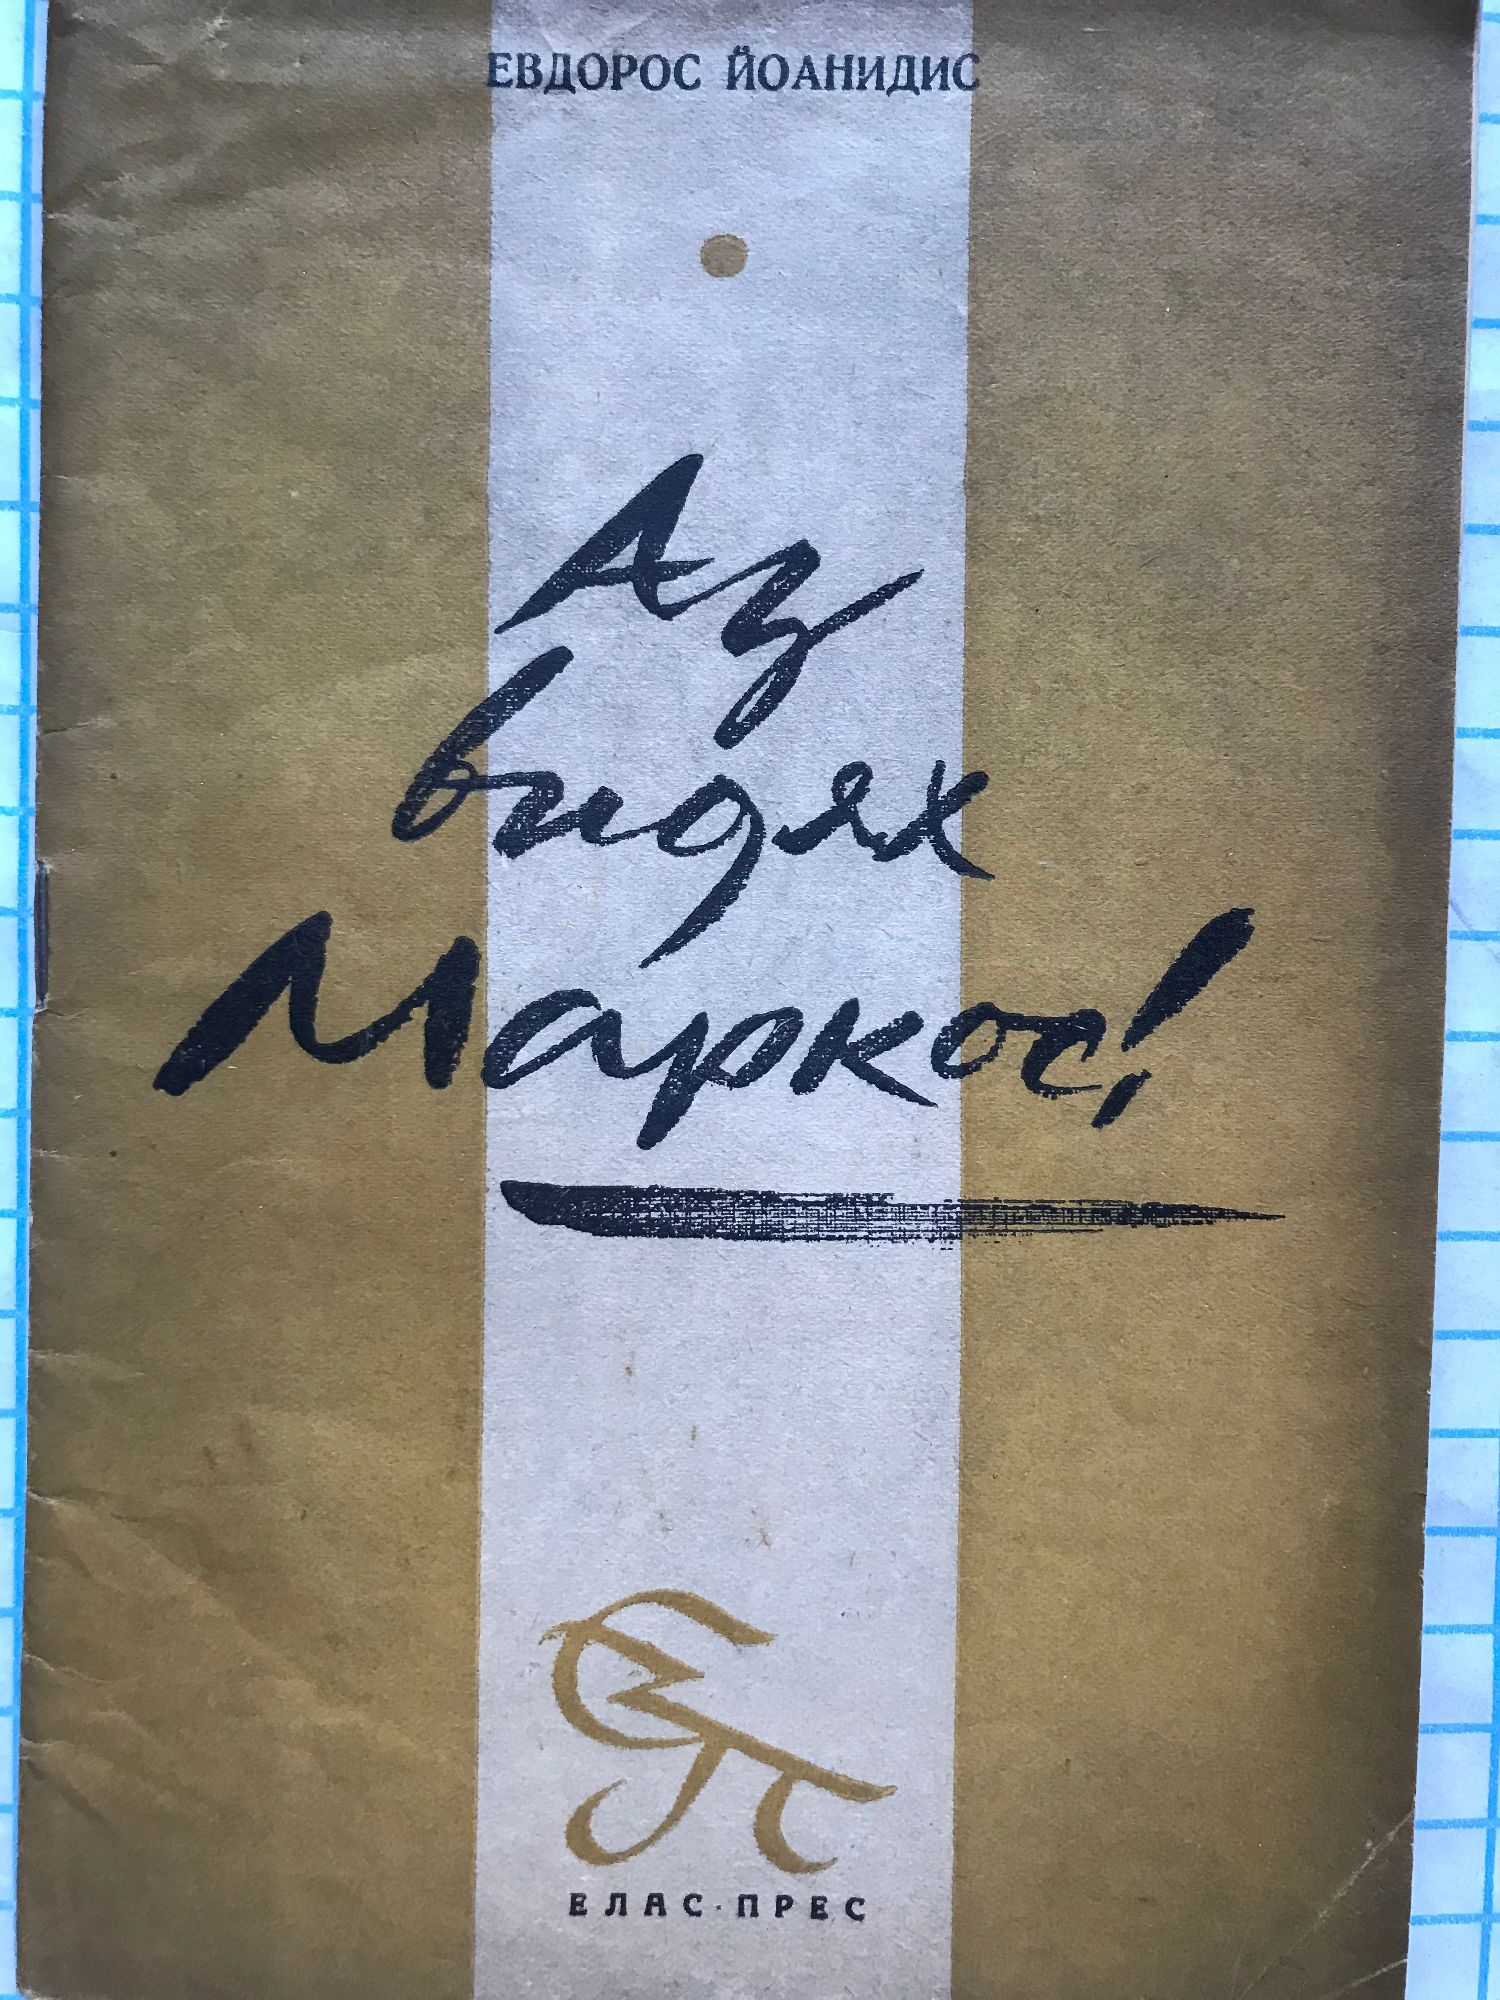 ЕВДОРОС ЙОАНИДИС
Аз
видях
Маркос!
ЕЛАС·ПРЕС